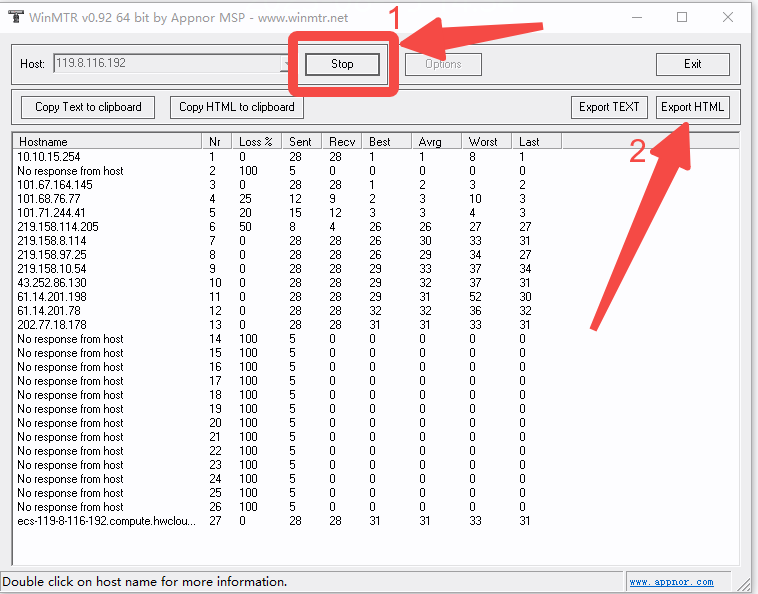 WinMTR v0.92 64 bit by Appnor MSP - www.winmtr.net
1
Host: 119.8.116.192 Stop Options Exit
Copy Text to clipboard Copy HTML to clipboard Export TEXT Export HTML
Hostname Nr Loss % Sent Recv Best Avrg Worst Last
10.10.15.254 1 0 28 28 1 1 8 1
No response from host 2 100 5 0 0 0 0 0
101.67.164.145 3 0 28 28 1 2 3 2
101.68.76.77 4 25 12 9 2 3 10 3
101.71.244.41 5 20 15 12 3 3 4 3
219.158.114.205 6 50 8 4 26 26 27 27
219.158.8.114 7 0 28 28 26 30 33 31
219.158.97.25 8 0 28 28 26 29 34 27
219.158.10.54 9 0 28 28 29 33 37 34
43.252.86.130 10 0 28 28 29 32 37 31
61.14.201.198 11 0 28 28 29 31 52 30
61.14.201.78 12 0 28 28 32 32 36 32
202.77.18.178 13 0 28 28 31 31 33 31
No response from host 14 100 5 0 0 0 0 0
No response from host 15 100 5 0 0 0 0 0
No response from host 16 100 5 0 0 0 0 0
No response from host 17 100 5 0 0 0 0 0
No response from host 18 100 5 0 0 0 0 0
No response from host 19 100 5 0 0 0 0 0
No response from host 20 100 5 0 0 0 0 0
No response from host 21 100 5 0 0 0 0 0
No response from host 22 100 5 0 0 0 0 0
No response from host 23 100 5 0 0 0 0 0
No response from host 24 100 5 0 0 0 0 0
No response from host 25 100 5 0 0 0 0 0
No response from host 26 100 5 0 0 0 0 0
ecs-119-8-116-192.compute.hwclou... 27 0 28 28 31 31 33 31
2
Double click on host name for more information. www.appnor.com